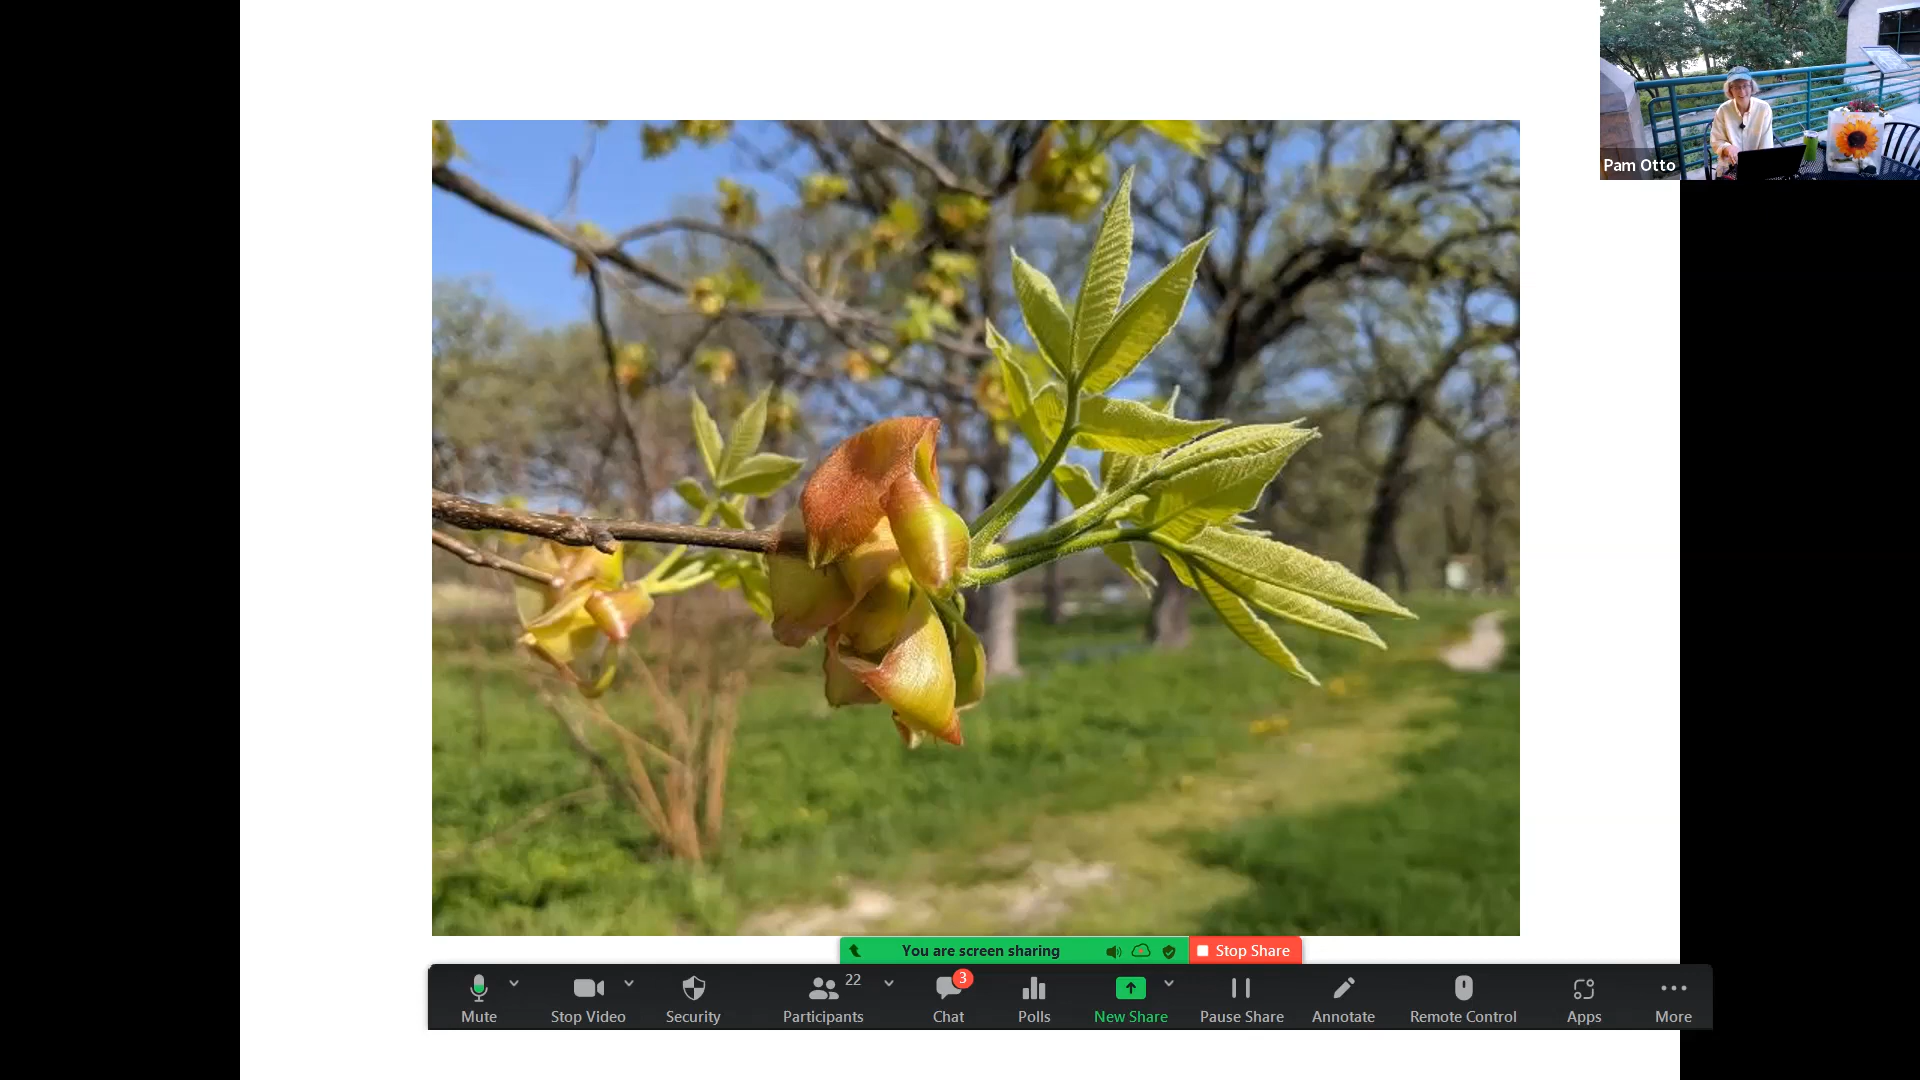 Pam Otto
You are screen sharing
Stop Share
22
3
Mute
Stop Video
Security
Participants
Chat
Polls
New Share
Pause Share
Annotate
Remote Control
Apps
More